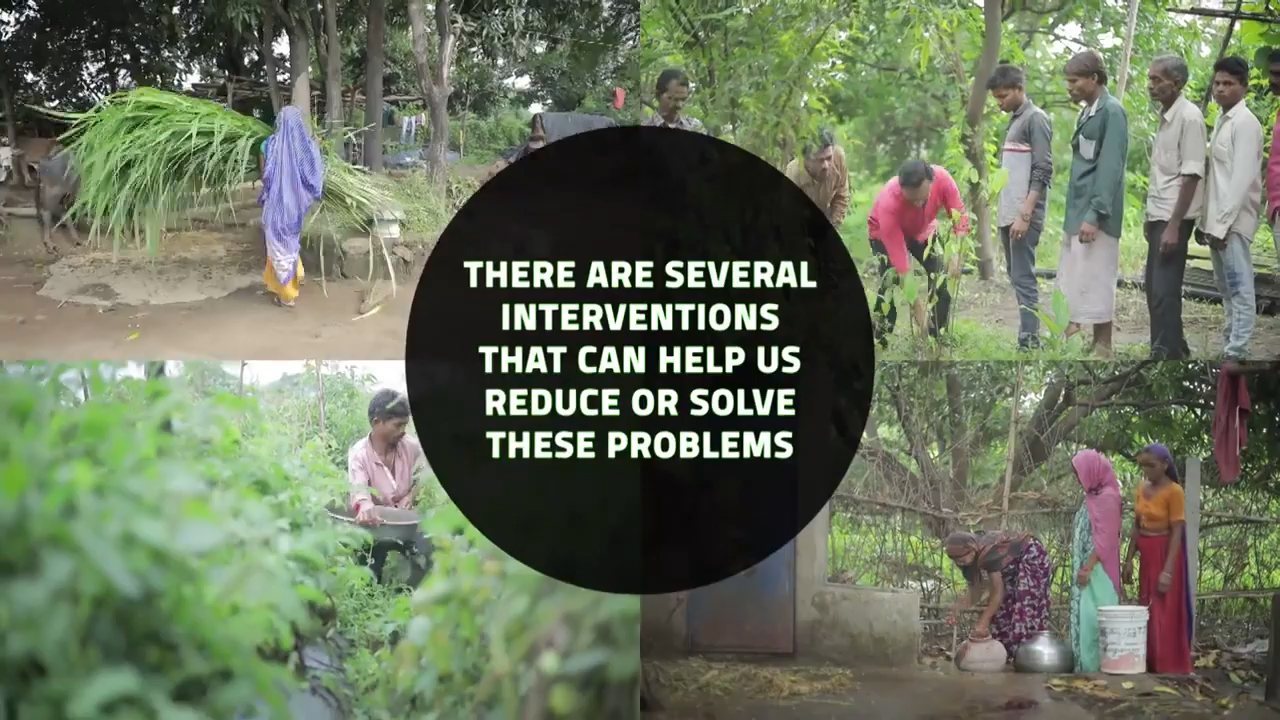 THERE ARE SEVERAL
INTERVENTIONS
THAT CAN HELP US
REDUCE OR SOLVE
THESE PROBLEMS